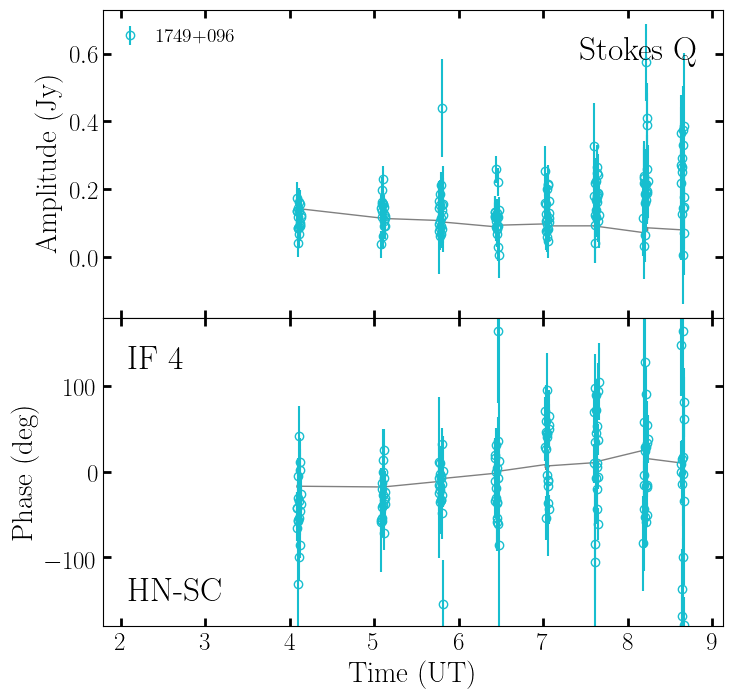 1749+096
Stokes Q
0.6
0.4
0.2
0.0
Amplitude (Jy)
IF 4
100
0
−100
Phase (deg)
HN-SC
2 3 4 5 6 7 8 9
Time (UT)